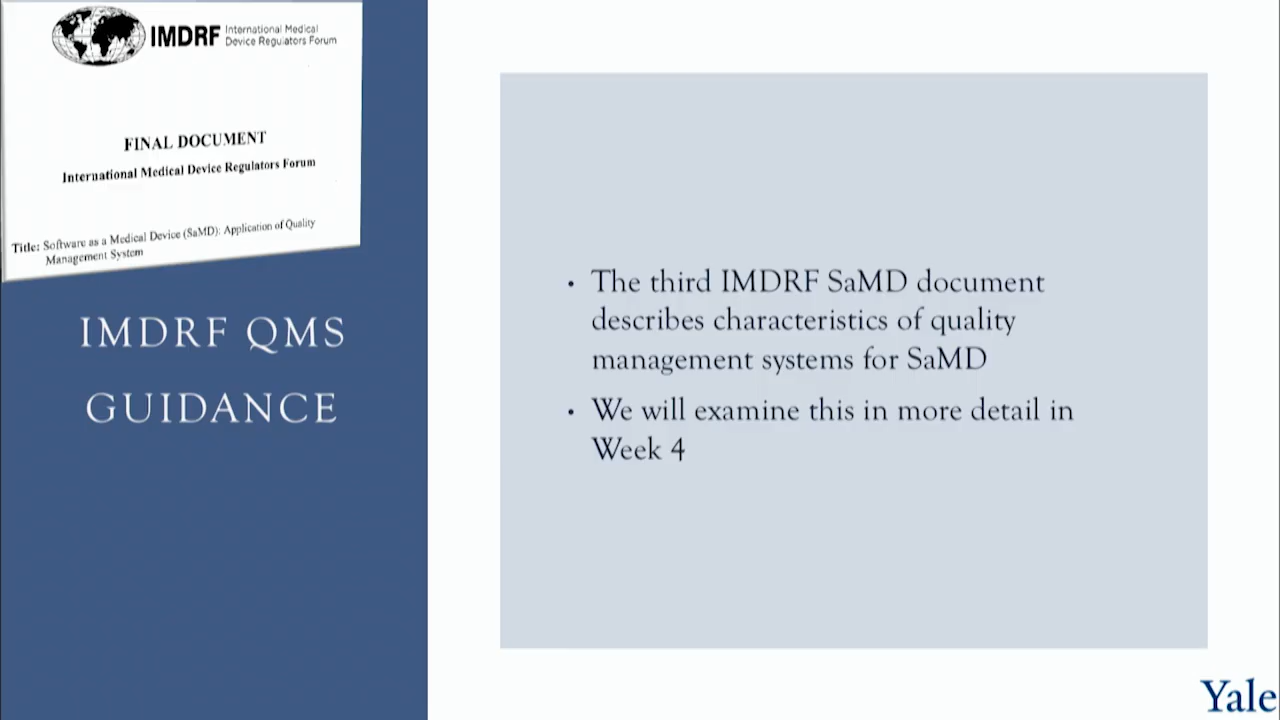 IMDRF International Medical
Device Regulators Forum
FINAL DOCUMENT
International Medical Device Regulators Forum
Title: Software as a Medical Device (SaMD): Application of Quality
Management System
IMDRF QMS
GUIDANCE
• The third IMDRF SaMD document
describes characteristics of quality
management systems for SaMD
• We will examine this in more detail in
Week 4
Yale